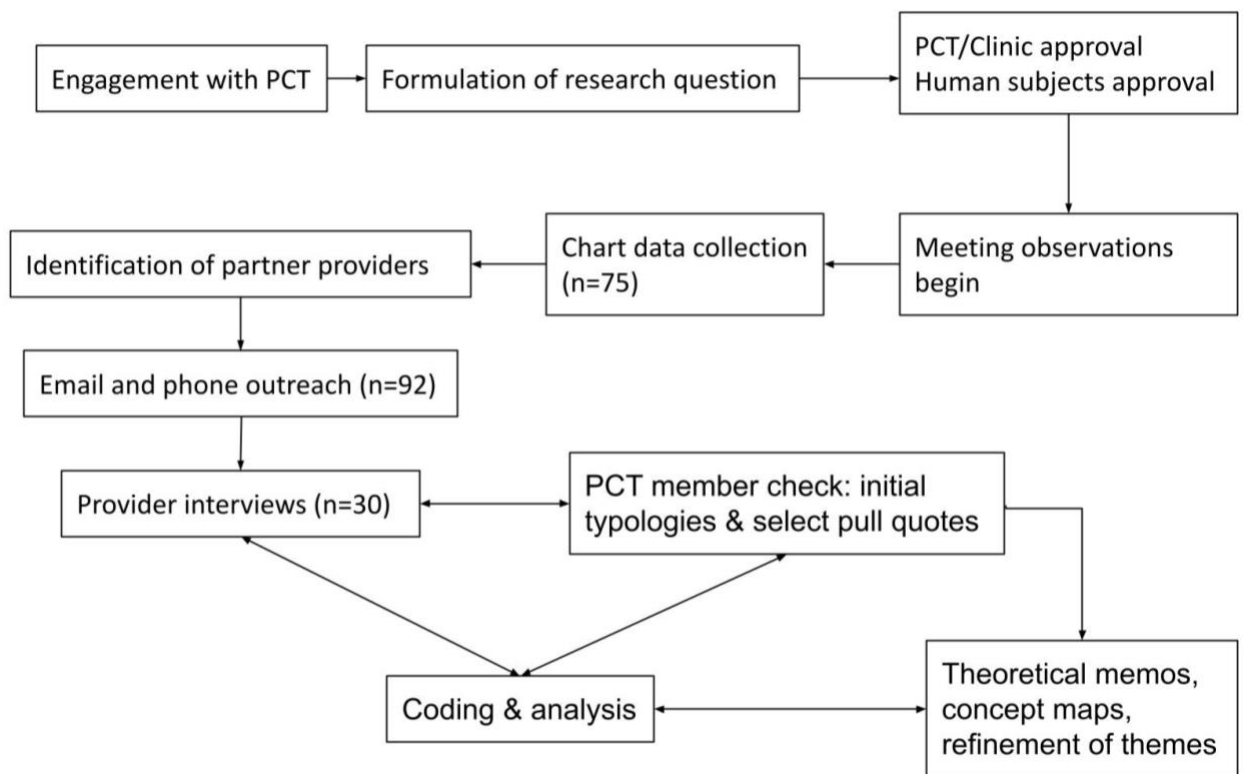 Engagement with PCT
Formulation of research question
PCT/Clinic approval
Human subjects approval
Meeting observations
begin
Chart data collection
(n=75)
Identification of partner providers
Email and phone outreach (n=92)
Provider interviews (n=30)
PCT member check: initial
typologies & select pull quotes
Coding & analysis
Theoretical memos,
concept maps,
refinement of themes